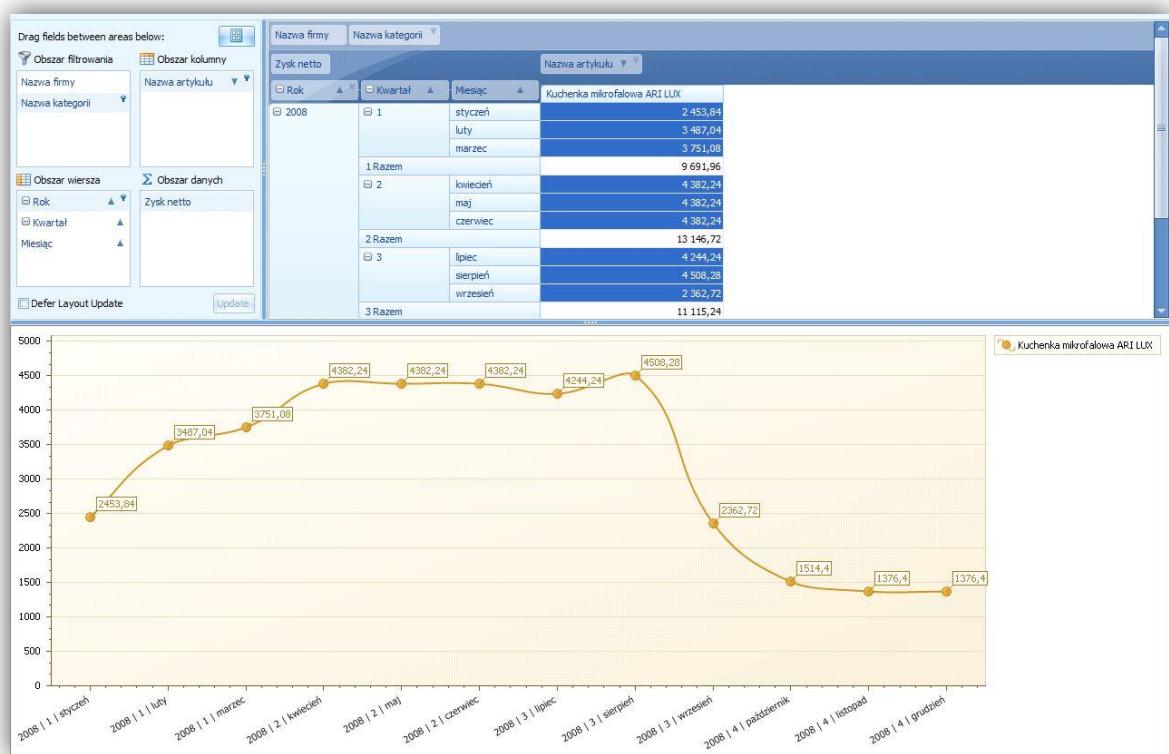 Drag fields between areas below:
Obszar filtrowania
Obszar kolumny
Nazwa firmy
Nazwa kategorii
Nazwa artykułu
Obszar wiersza
Obszar danych
Rok
Kwartał
Miesiąc
Zysk netto
Defer Layout Update
Update
Nazwa firmy Nazwa kategorii
Zysk netto Nazwa artykułu
Rok Kwartał Miesiąc Kuchenka mikrofalowa ARI LUX
2008 1 styczeń 2 453,84
luty 3 487,04
marzec 3 751,08
1 Razem 9 691,96
2 kwiecień 4 382,24
maj 4 382,24
czerwiec 4 382,24
2 Razem 13 146,72
3 lipiec 4 244,24
sierpień 4 508,28
wrzesień 2 362,72
3 Razem 11 115,24
Kuchenka mikrofalowa ARI LUX
5000
4500
4000
3500
3000
2500
2000
1500
1000
500
0
2453,84
3487,04
3751,08
4382,24
4382,24
4382,24
4244,24
4508,28
2362,72
1514,4
1376,4
1376,4
2008 | 1 | styczeń
2008 | 1 | luty
2008 | 1 | marzec
2008 | 2 | kwiecień
2008 | 2 | maj
2008 | 2 | czerwiec
2008 | 3 | lipiec
2008 | 3 | sierpień
2008 | 3 | wrzesień
2008 | 4 | październik
2008 | 4 | listopad
2008 | 4 | grudzień